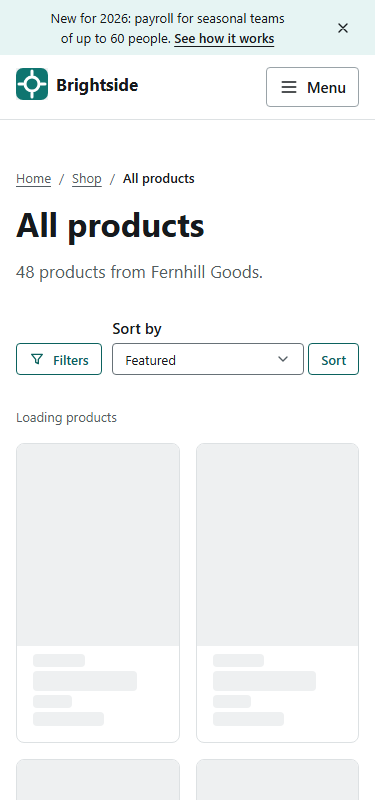 New for 2026: payroll for seasonal teams
of up to 60 people. See how it works
Brightside
Menu
Home / Shop / All products
All products
48 products from Fernhill Goods.
Sort by
Filters
Featured
Sort
Loading products